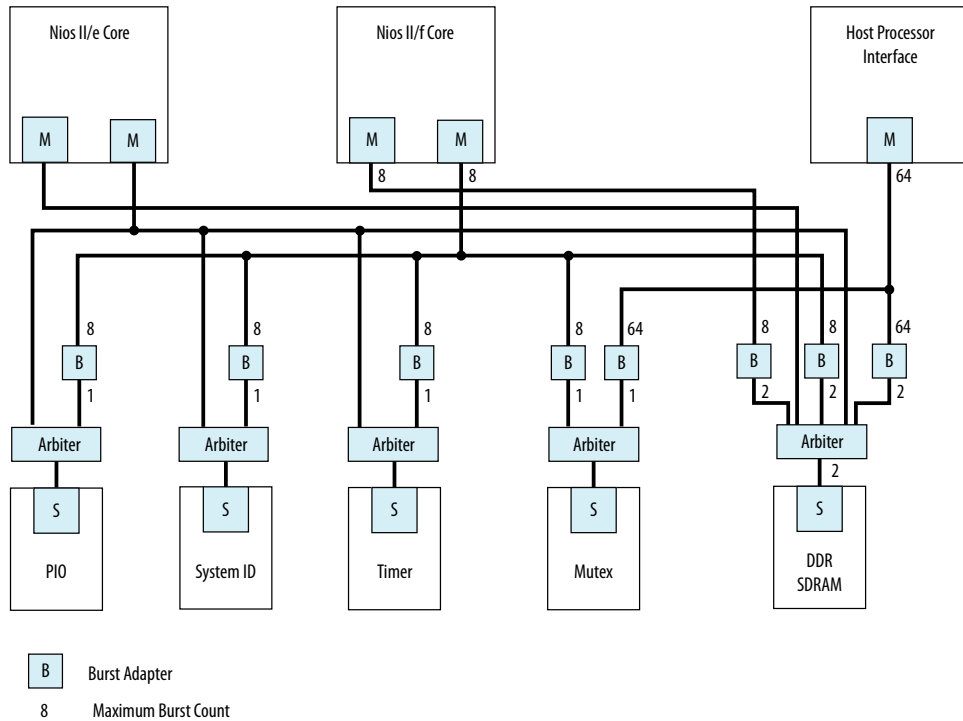 Nios II/e Core
Nios II/f Core
Host Processor
Interface
M
M
M
M
M
8
8
64
8
8
8
8
64
8
8
64
B
B
B
B
B
B
B
B
1
1
1
1
1
2
2
2
Arbiter
Arbiter
Arbiter
Arbiter
Arbiter
2
S
S
S
S
S
PIO
System ID
Timer
Mutex
DDR
SDRAM
B
Burst Adapter
8
Maximum Burst Count